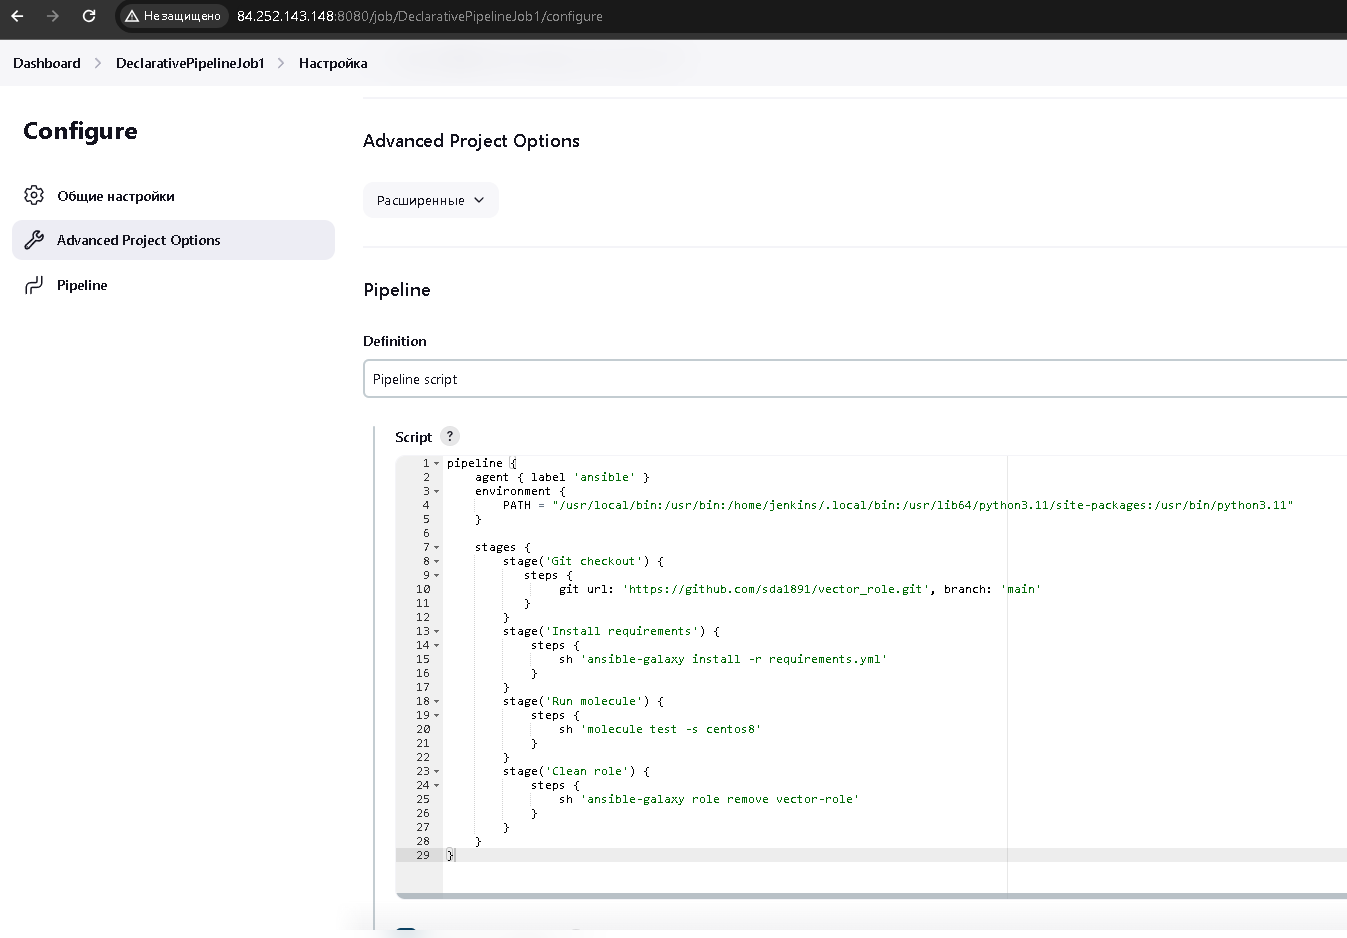 Не защищено 84.252.143.148:8080/job/DeclarativePipelineJob1/configure
Dashboard DeclarativePipelineJob1 Настройка
Configure
Общие настройки
Advanced Project Options
Pipeline
Advanced Project Options
Расширенные
Pipeline
Definition
Pipeline script
Script ?
1 pipeline {
2 agent { label 'ansible' }
3 environment {
4 PATH = "/usr/local/bin:/usr/bin:/home/jenkins/.local/bin:/usr/lib64/python3.11/site-packages:/usr/bin/python3.11"
5 }
6
7 stages {
8 stage('Git checkout') {
9 steps {
10 git url: 'https://github.com/sda1891/vector_role.git', branch: 'main'
11 }
12 }
13 stage('Install requirements') {
14 steps {
15 sh 'ansible-galaxy install -r requirements.yml'
16 }
17 }
18 stage('Run molecule') {
19 steps {
20 sh 'molecule test -s centos8'
21 }
22 }
23 stage('Clean role') {
24 steps {
25 sh 'ansible-galaxy role remove vector-role'
26 }
27 }
28 }
29 }